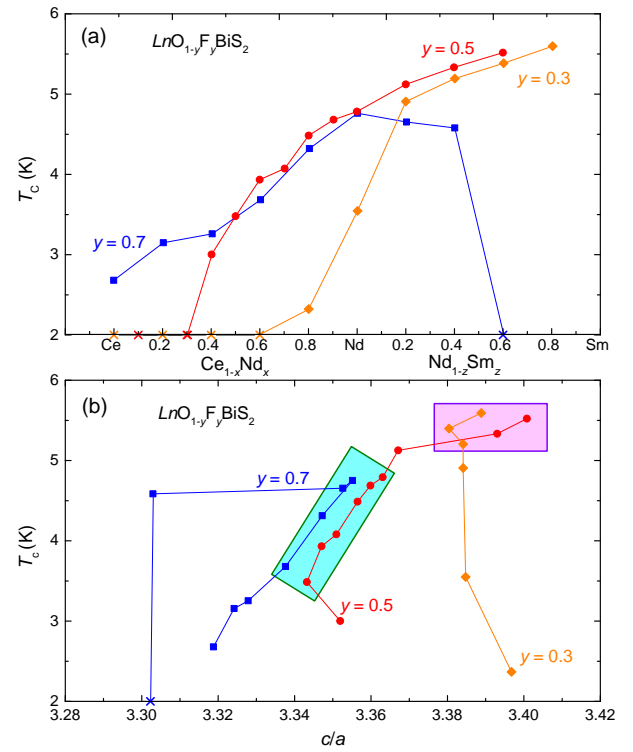 (a)
LnO1-yFyBiS2
y = 0.5
y = 0.3
y = 0.7
Tc (K)
6
5
4
3
2
Ce 0.2 0.4 0.6 0.8 Nd 0.2 0.4 0.6 0.8 Sm
Ce1-xNdx Nd1-zSmz
(b)
LnO1-yFyBiS2
y = 0.7
y = 0.5
y = 0.3
Tc (K)
6
5
4
3
2
3.28 3.30 3.32 3.34 3.36 3.38 3.40 3.42
c/a